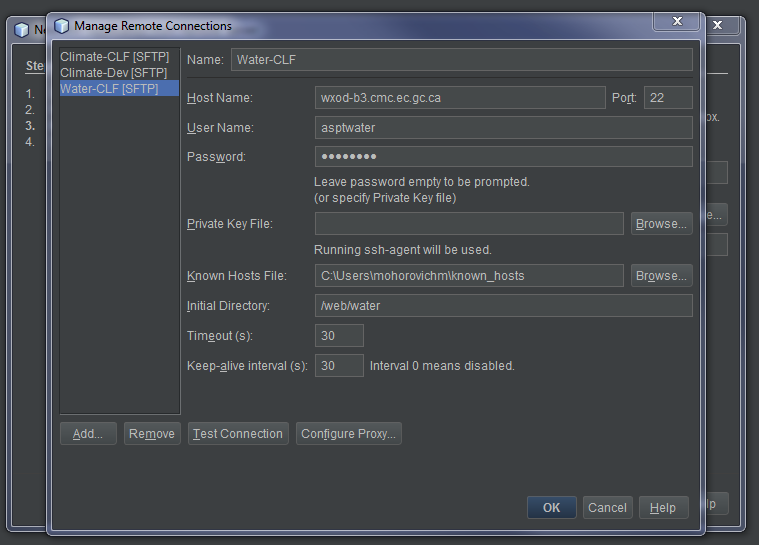 Ne
Manage Remote Connections
Ste
1.
2.
3.
4.
Climate-CLF [SFTP]
Climate-Dev [SFTP]
Water-CLF [SFTP]
Name: Water-CLF
Host Name: wxod-b3.cmc.ec.gc.ca Port: 22
User Name: asptwater
Password: ●●●●●●●●
Leave password empty to be prompted.
(or specify Private Key file)
Private Key File: Browse...
Running ssh-agent will be used.
Known Hosts File: C:\Users\mohorovichm\known_hosts Browse...
Initial Directory: /web/water
Timeout (s): 30
Keep-alive interval (s): 30 Interval 0 means disabled.
Add... Remove Test Connection Configure Proxy...
OK Cancel Help
ox.
e...
lp